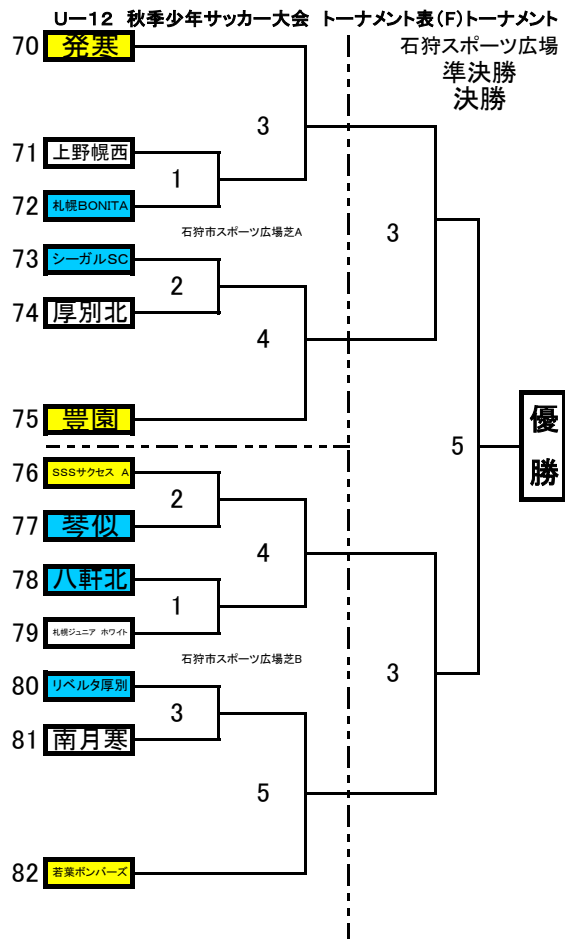 U－12 秋季少年サッカー大会 トーナメント表(F)トーナメント
石狩スポーツ広場
準決勝
決勝
70 発寒
3
71 上野幌西
1
72 札幌BONITA
石狩市スポーツ広場芝A
3
73 シーガルSC
2
74 厚別北
4
75 豊園
優勝
5
76 SSSサクセス A
2
77 琴似
4
78 八軒北
1
79 札幌ジュニア ホワイト
石狩市スポーツ広場芝B
3
80 リベルタ厚別
3
81 南月寒
5
82 若葉ボンバーズ